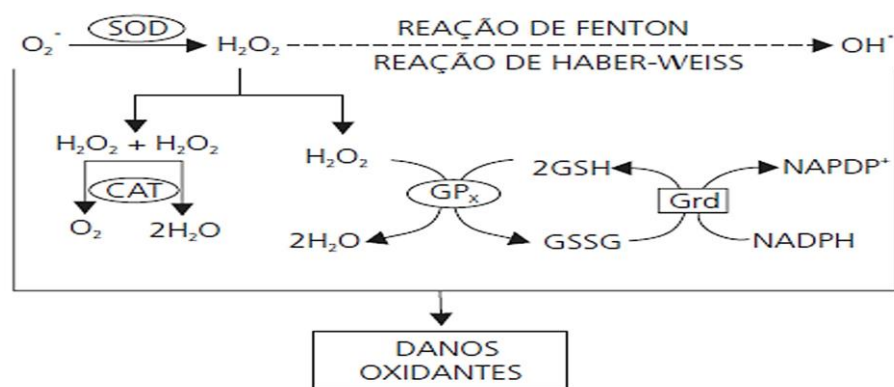 SOD
REAÇÃO DE FENTON
O₂⁻ H₂O₂ OH⁻
REAÇÃO DE HABER-WEISS
H₂O₂ + H₂O₂
H₂O₂ 2GSH NAPDP⁺
CAT GPₓ Grd
O₂ 2H₂O 2H₂O GSSG NADPH
DANOS
OXIDANTES